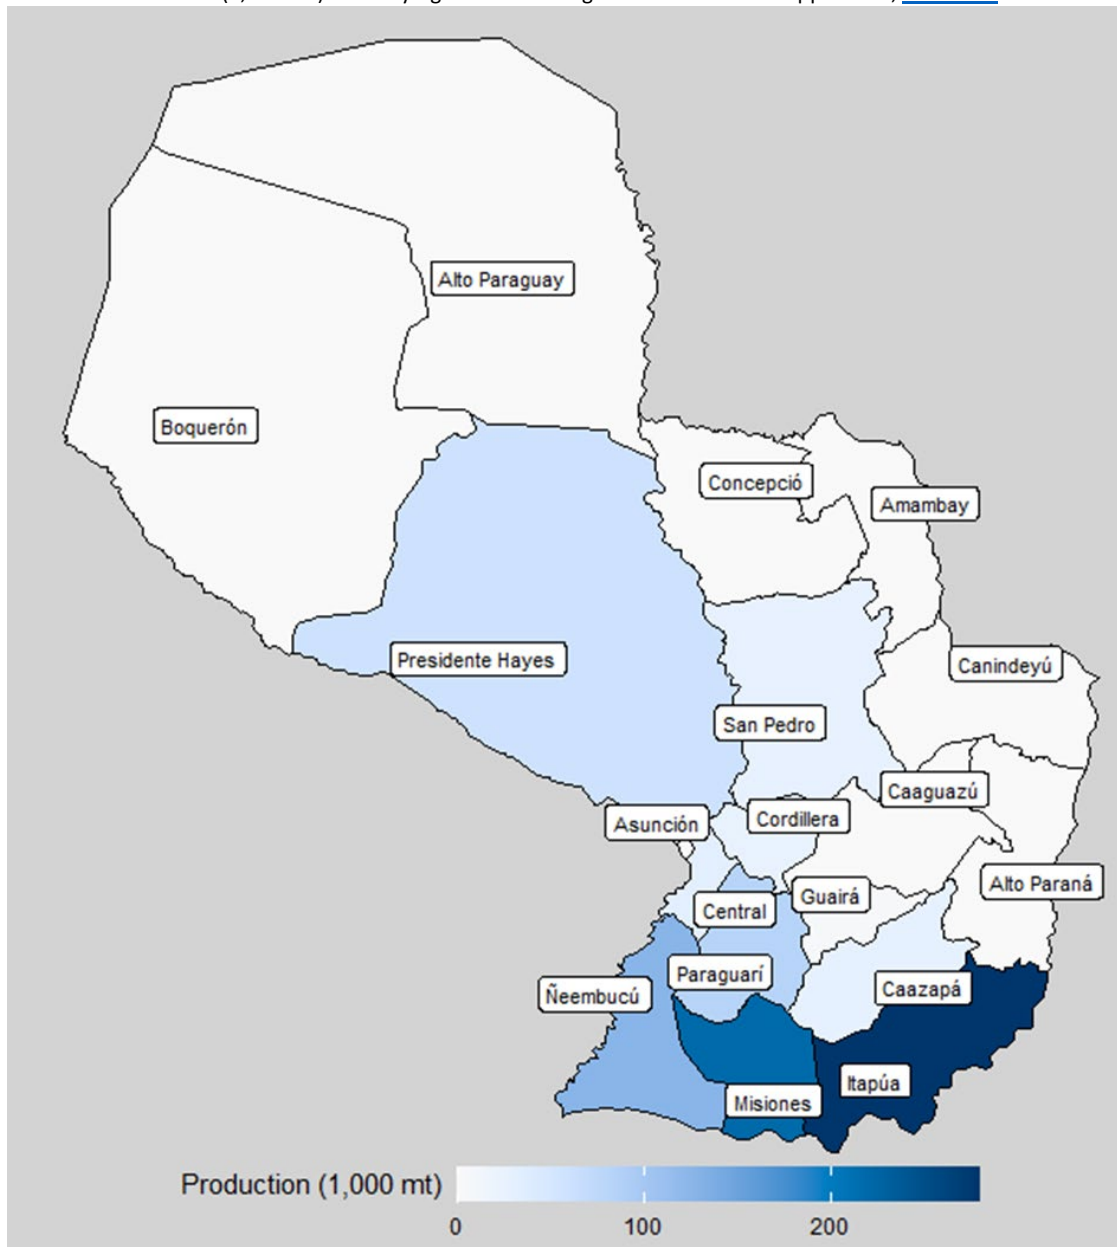 Alto Paraguay
Boquerón
Concepció
Amambay
Presidente Hayes
Canindeyú
San Pedro
Caaguazú
Cordillera
Asunción
Alto Paraná
Guairá
Central
Paraguarí
Caazapá
Ñeembucú
Itapúa
Misiones
Production (1,000 mt)
0 100 200